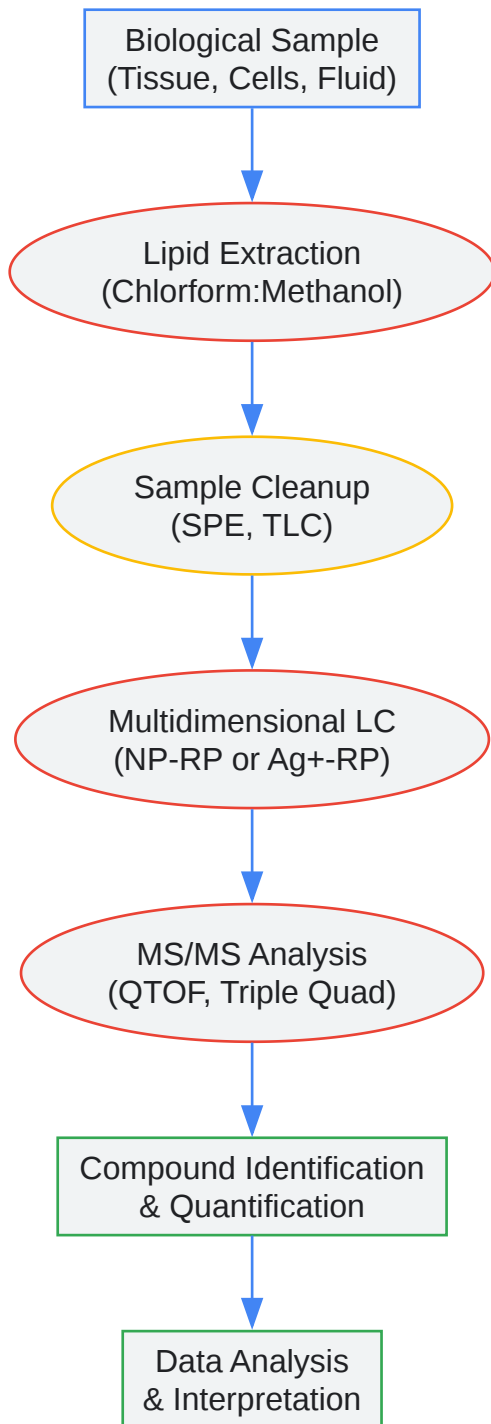 Biological Sample
(Tissue, Cells, Fluid)
Lipid Extraction
(Chlorform:Methanol)
Sample Cleanup
(SPE, TLC)
Multidimensional LC
(NP-RP or Ag+-RP)
MS/MS Analysis
(QTOF, Triple Quad)
Compound Identification
& Quantification
Data Analysis
& Interpretation